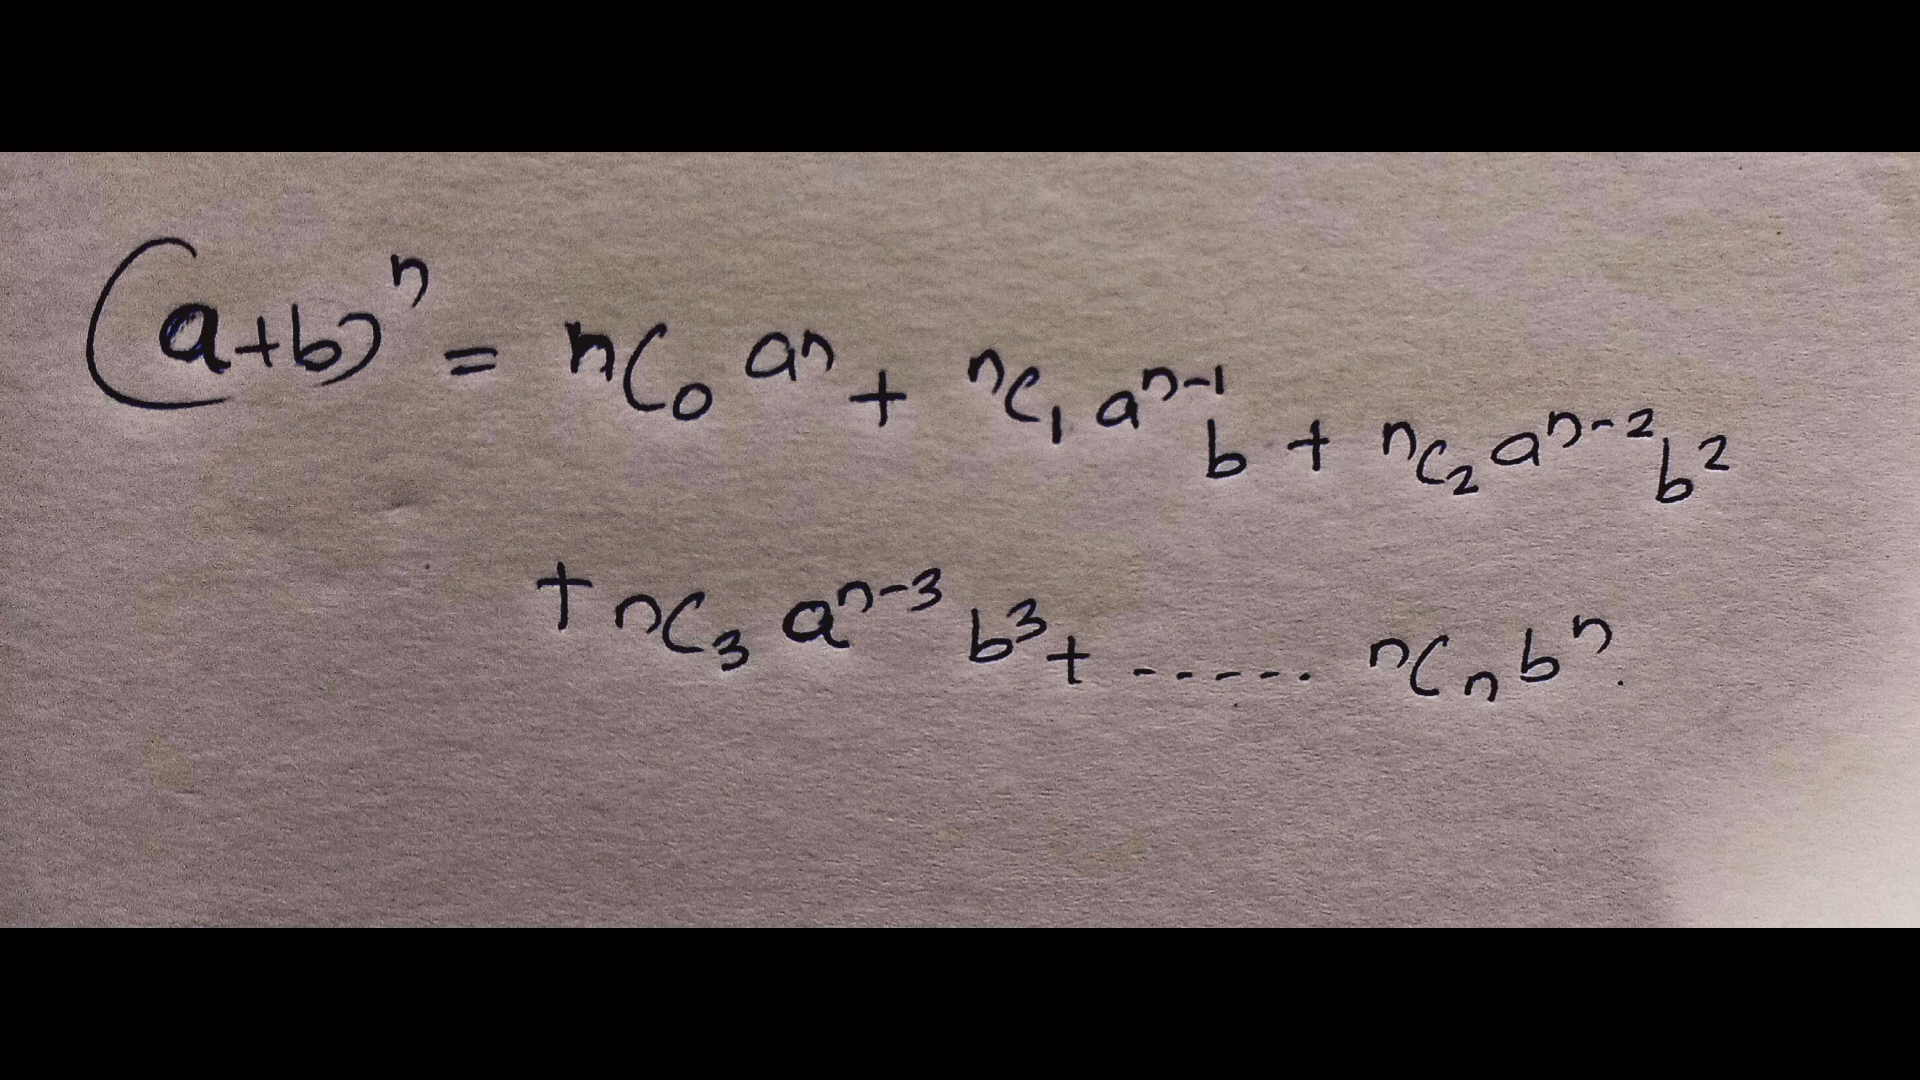 (a+b)ⁿ = ⁿC₀ aⁿ + ⁿC₁ aⁿ⁻¹ b + ⁿC₂ aⁿ⁻² b²
+ ⁿC₃ aⁿ⁻³ b³ + ...... ⁿCₙ bⁿ.